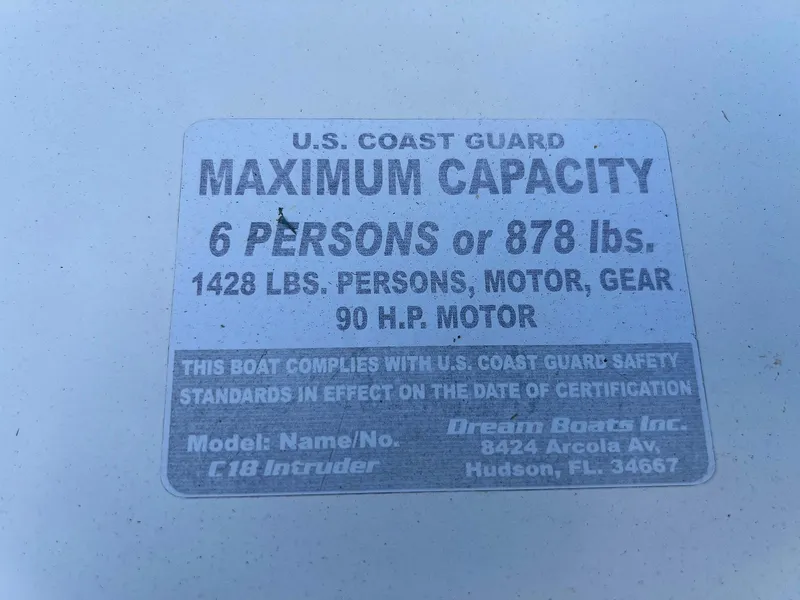 U.S. COAST GUARD
MAXIMUM CAPACITY
6 PERSONS or 878 lbs.
1428 LBS. PERSONS, MOTOR, GEAR
90 H.P. MOTOR
THIS BOAT COMPLIES WITH U.S. COAST GUARD SAFETY
STANDARDS IN EFFECT ON THE DATE OF CERTIFICATION
Model: Name/No.
C18 Intruder
Dream Boats Inc.
8424 Arcola Av,
Hudson, FL. 34667